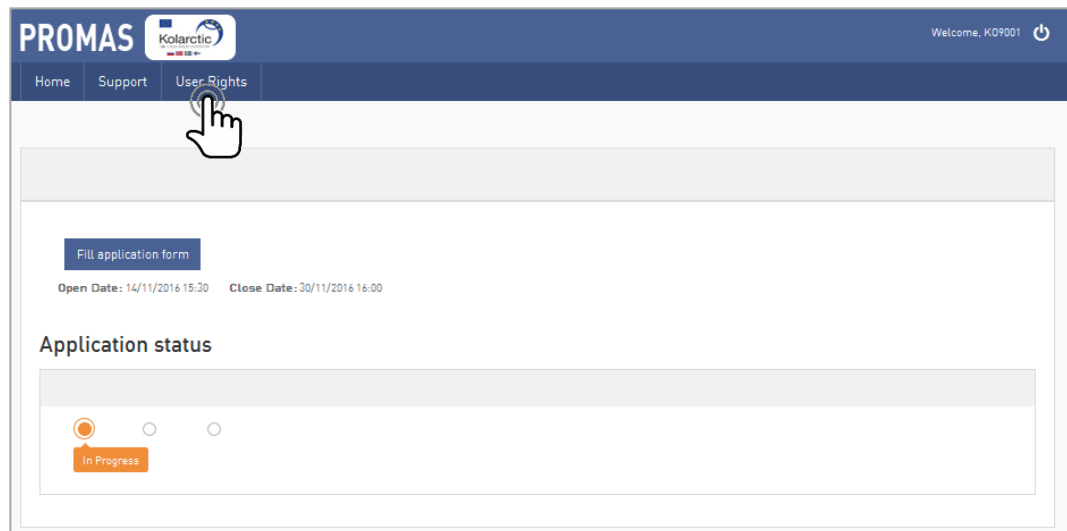 PROMAS Kolarctic
Welcome, KO9001
Home Support User Rights
Fill application form
Open Date: 14/11/2016 15:30 Close Date: 30/11/2016 16:00
Application status
In Progress